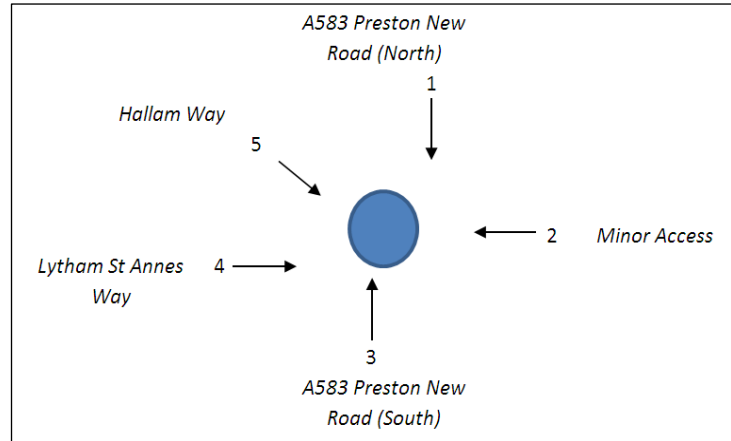 A583 Preston New
Road (North)
1
Hallam Way
5
2
Minor Access
Lytham St Annes
Way
4
3
A583 Preston New
Road (South)